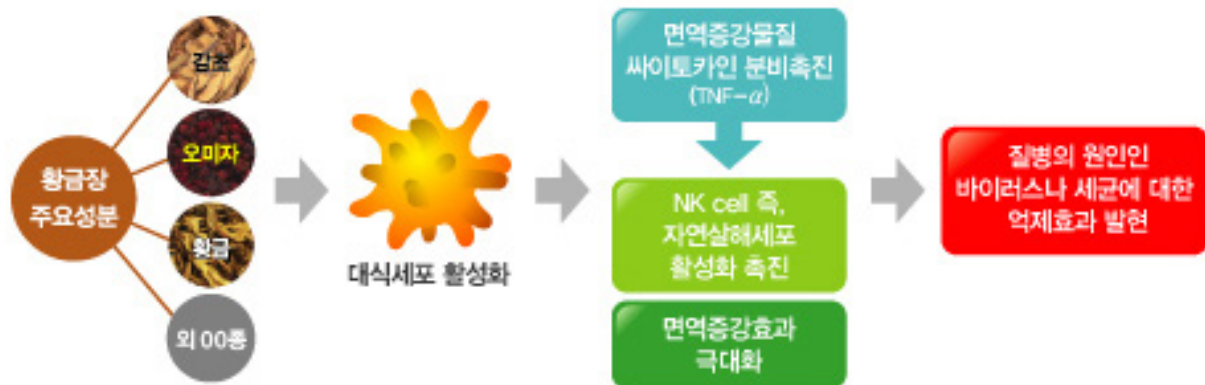 감초
오미자
황금장
주요성분
황금
외 00종
대식세포 활성화
면역증강물질
싸이토카인 분비촉진
(TNF-α)
NK cell 즉,
자연살해세포
활성화 촉진
면역증강효과
극대화
질병의 원인인
바이러스나 세균에 대한
억제효과 발현